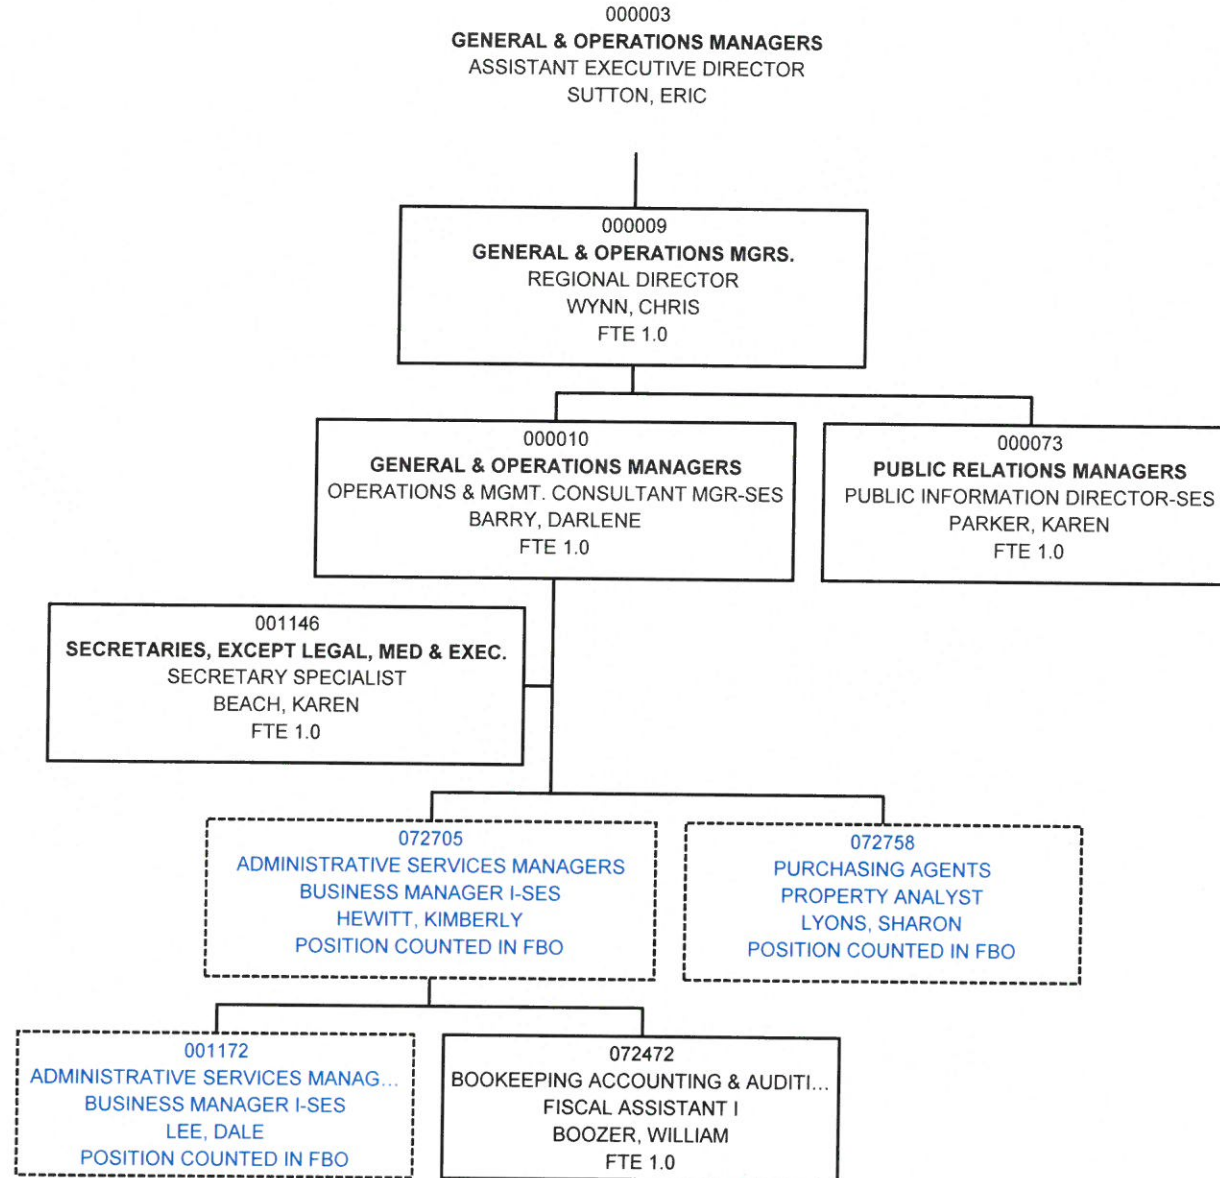 000003
GENERAL & OPERATIONS MANAGERS
ASSISTANT EXECUTIVE DIRECTOR
SUTTON, ERIC
000009
GENERAL & OPERATIONS MGRS.
REGIONAL DIRECTOR
WYNN, CHRIS
FTE 1.0
000010
GENERAL & OPERATIONS MANAGERS
OPERATIONS & MGMT. CONSULTANT MGR-SES
BARRY, DARLENE
FTE 1.0
000073
PUBLIC RELATIONS MANAGERS
PUBLIC INFORMATION DIRECTOR-SES
PARKER, KAREN
FTE 1.0
001146
SECRETARIES, EXCEPT LEGAL, MED & EXEC.
SECRETARY SPECIALIST
BEACH, KAREN
FTE 1.0
072705
ADMINISTRATIVE SERVICES MANAGERS
BUSINESS MANAGER I-SES
HEWITT, KIMBERLY
POSITION COUNTED IN FBO
072758
PURCHASING AGENTS
PROPERTY ANALYST
LYONS, SHARON
POSITION COUNTED IN FBO
001172
ADMINISTRATIVE SERVICES MANAG...
BUSINESS MANAGER I-SES
LEE, DALE
POSITION COUNTED IN FBO
072472
BOOKEEPING ACCOUNTING & AUDITI...
FISCAL ASSISTANT I
BOOZER, WILLIAM
FTE 1.0